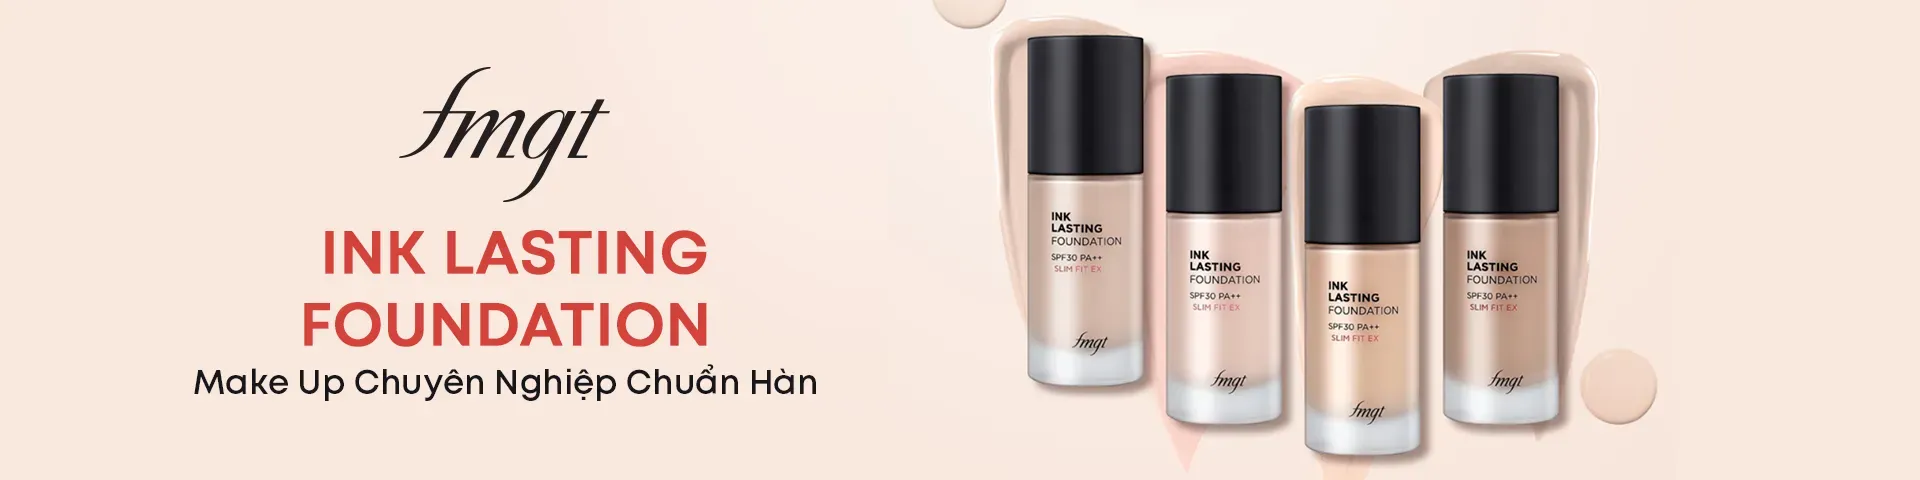 fmgt
INK LASTING
FOUNDATION
Make Up Chuyên Nghiệp Chuẩn Hàn
INK
LASTING
FOUNDATION
SPF30 PA++
SLIM FIT EX
fmgt
INK
LASTING
FOUNDATION
SPF30 PA++
SLIM FIT EX
fmgt
INK
LASTING
FOUNDATION
SPF30 PA++
SLIM FIT EX
fmgt
INK
LASTING
FOUNDATION
SPF30 PA++
SLIM FIT EX
fmgt